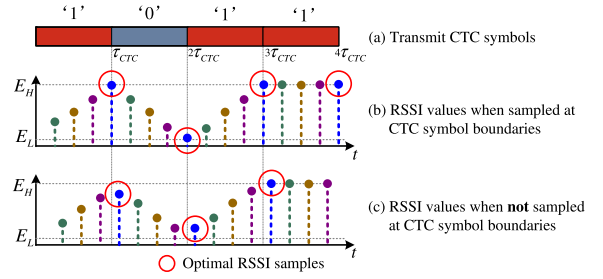 ‘1’ ‘0’ ‘1’ ‘1’
(a) Transmit CTC symbols
τCTC 2τCTC 3τCTC 4τCTC
EH
EL
t
(b) RSSI values when sampled at
CTC symbol boundaries
EH
EL
t
(c) RSSI values when not sampled
at CTC symbol boundaries
Optimal RSSI samples